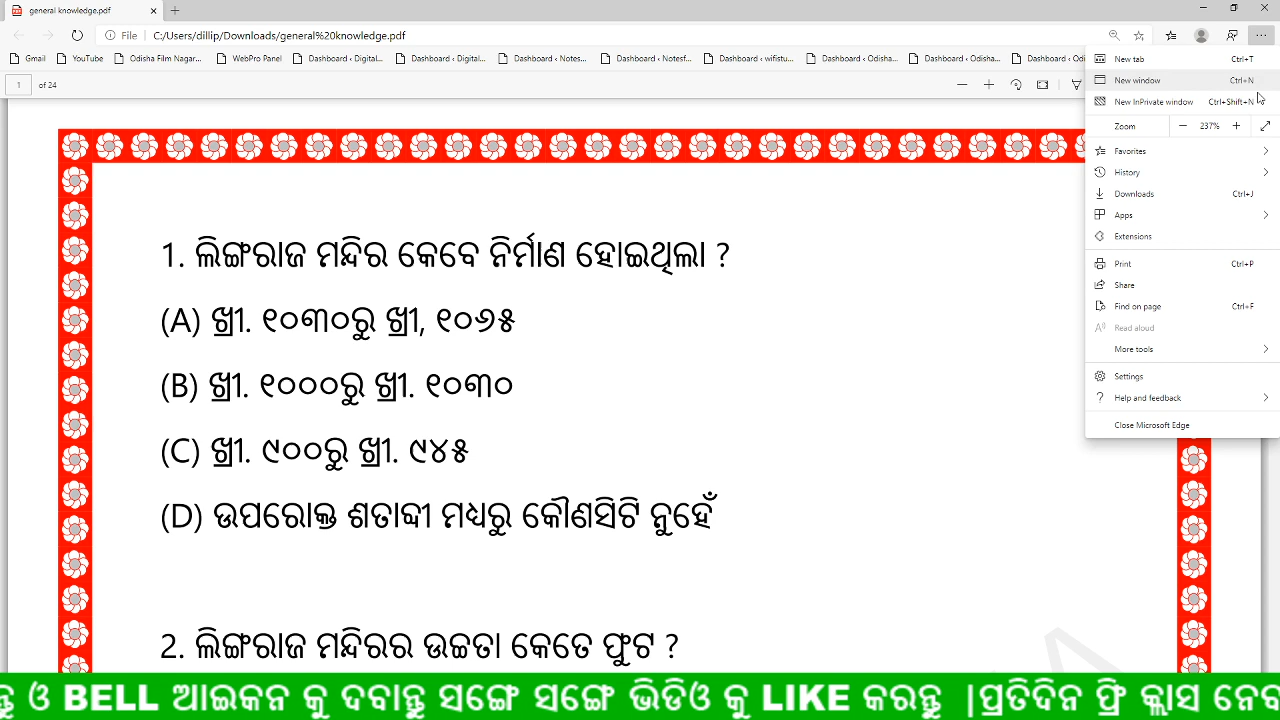 general knowledge.pdf
File C:/Users/dillip/Downloads/general%20knowledge.pdf
Gmail YouTube Odisha Film Nagar... WebPro Panel Dashboard ‹ Digital... Dashboard ‹ Digital... Dashboard ‹ Notes... Dashboard ‹ Notesf... Dashboard ‹ wifistu... Dashboard ‹ Odisha... Dashboard ‹ Odisha... Dashboard ‹ Odi
1 of 24
New tab Ctrl+T
New window Ctrl+N
New InPrivate window Ctrl+Shift+N
Zoom 237%
Favorites
History
Downloads Ctrl+J
Apps
Extensions
Print Ctrl+P
Share
Find on page Ctrl+F
Read aloud
More tools
Settings
Help and feedback
Close Microsoft Edge
1. ଲିଙ୍ଗରାଜ ମନ୍ଦିର କେବେ ନିର୍ମାଣ ହୋଇଥିଲା ?
(A) ଖ୍ରୀ. ୧୦୩୦ରୁ ଖ୍ରୀ, ୧୦୬୫
(B) ଖ୍ରୀ. ୧୦୦୦ରୁ ଖ୍ରୀ. ୧୦୩୦
(C) ଖ୍ରୀ. ୯୦୦ରୁ ଖ୍ରୀ. ୯୪୫
(D) ଉପରୋକ୍ତ ଶତାବ୍ଦୀ ମଧ୍ଯରୁ କୌଣସିଟି ନୁହେଁ
2. ଲିଙ୍ଗରାଜ ମନ୍ଦିରର ଉଚ୍ଚତା କେତେ ଫୁଟ ?
ଓ BELL ଆଇକନ କୁ ଦବାନ୍ତୁ ସଙ୍ଗେ ସଙ୍ଗେ ଭିଡିଓ କୁ LIKE କରନ୍ତୁ |ପ୍ରତିଦିନ ଫ୍ରି କ୍ଲାସ ନେବ